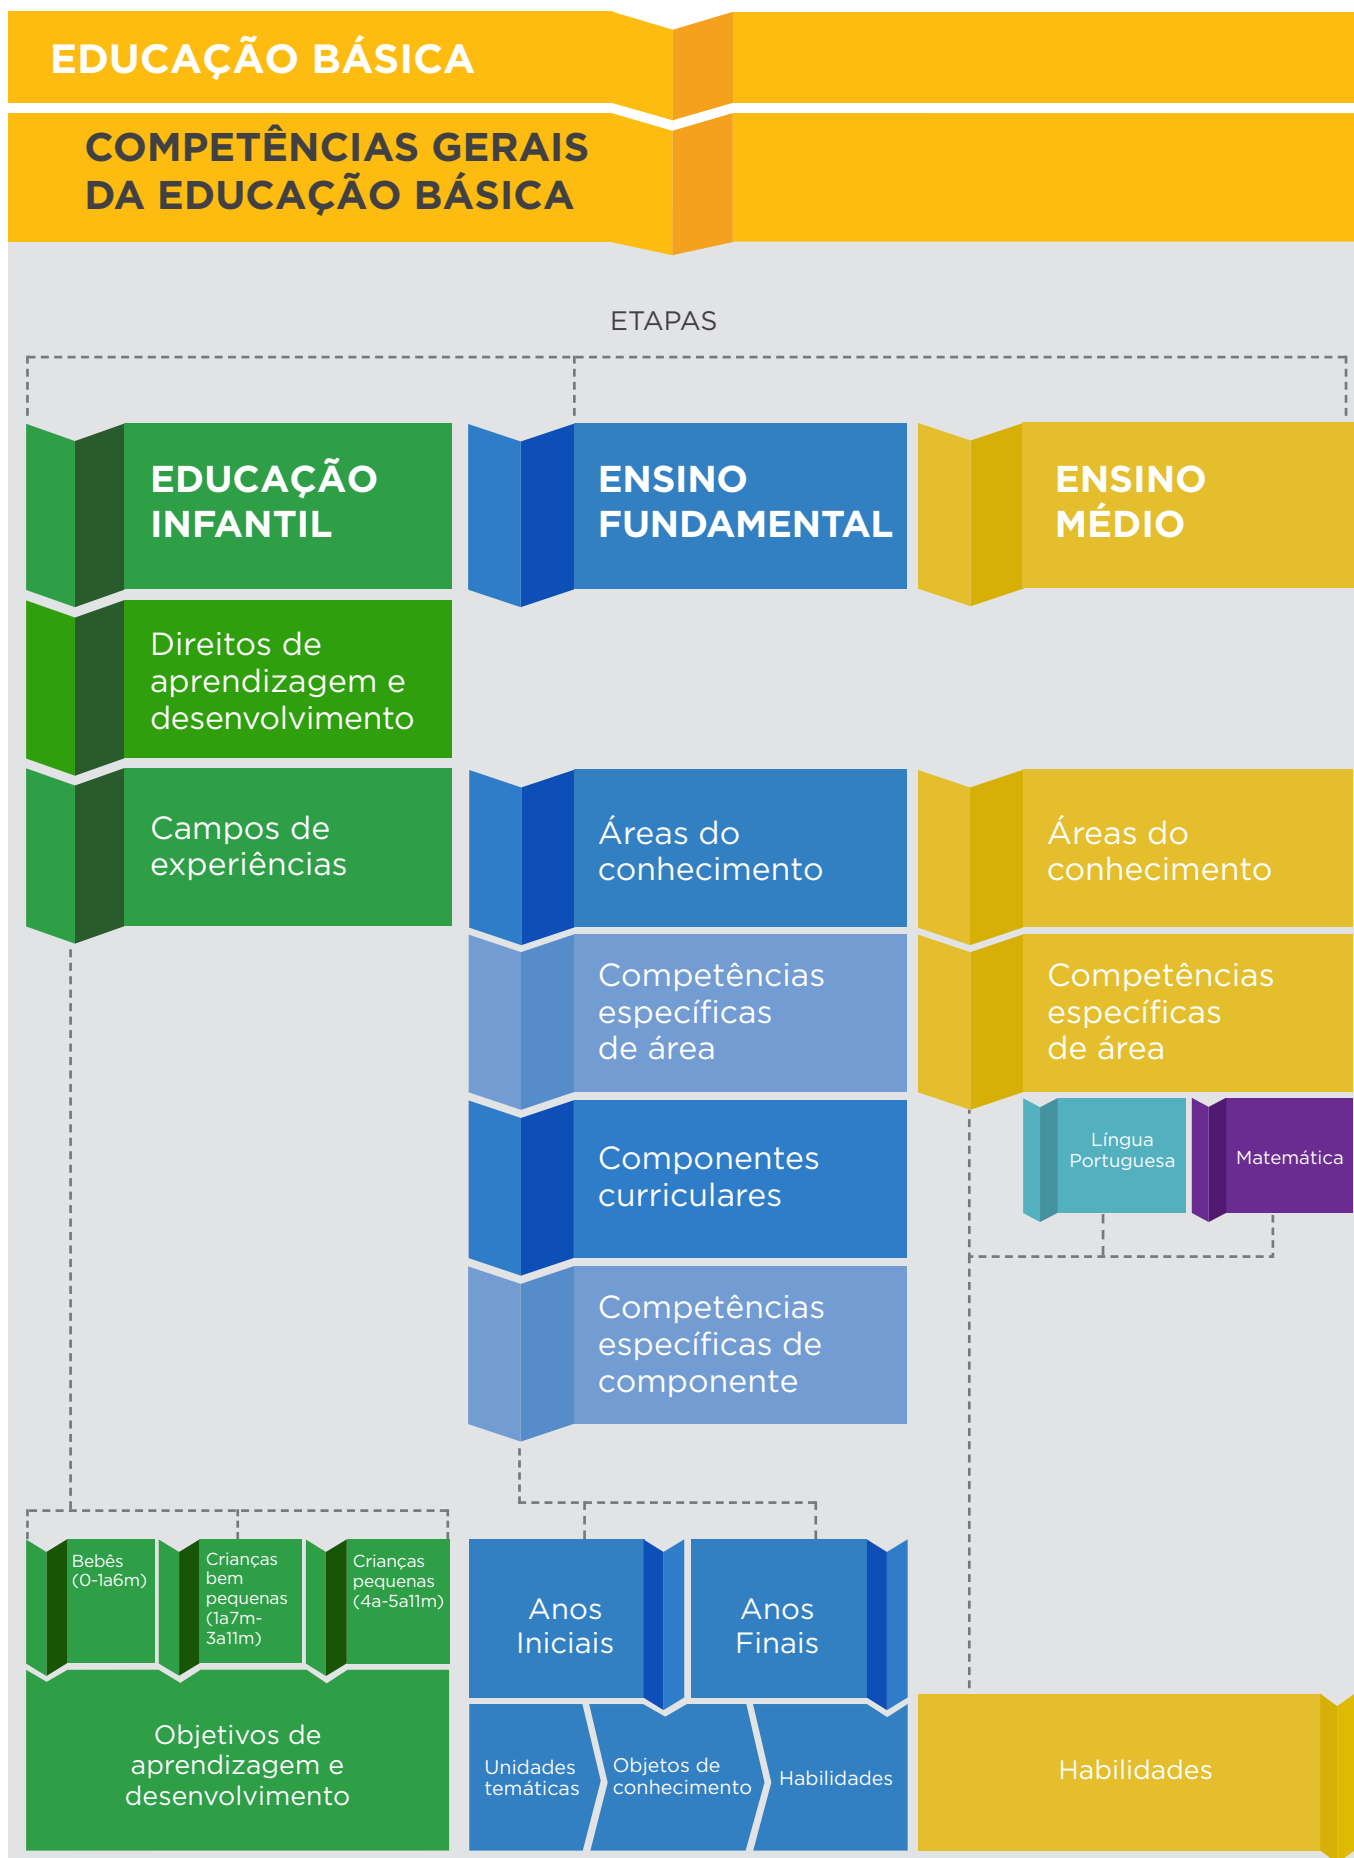 EDUCAÇÃO BÁSICA
COMPETÊNCIAS GERAIS
DA EDUCAÇÃO BÁSICA
ETAPAS
EDUCAÇÃO
INFANTIL
Direitos de
aprendizagem e
desenvolvimento
Campos de
experiências
Bebês
(0-1a6m)
Crianças
bem
pequenas
(1a7m-
3a11m)
Crianças
pequenas
(4a-5a11m)
Objetivos de
aprendizagem e
desenvolvimento
ENSINO
FUNDAMENTAL
Áreas do
conhecimento
Competências
específicas
de área
Componentes
curriculares
Competências
específicas de
componente
Anos
Iniciais
Anos
Finais
Unidades
temáticas
Objetos de
conhecimento
Habilidades
ENSINO
MÉDIO
Áreas do
conhecimento
Competências
específicas
de área
Língua
Portuguesa
Matemática
Habilidades